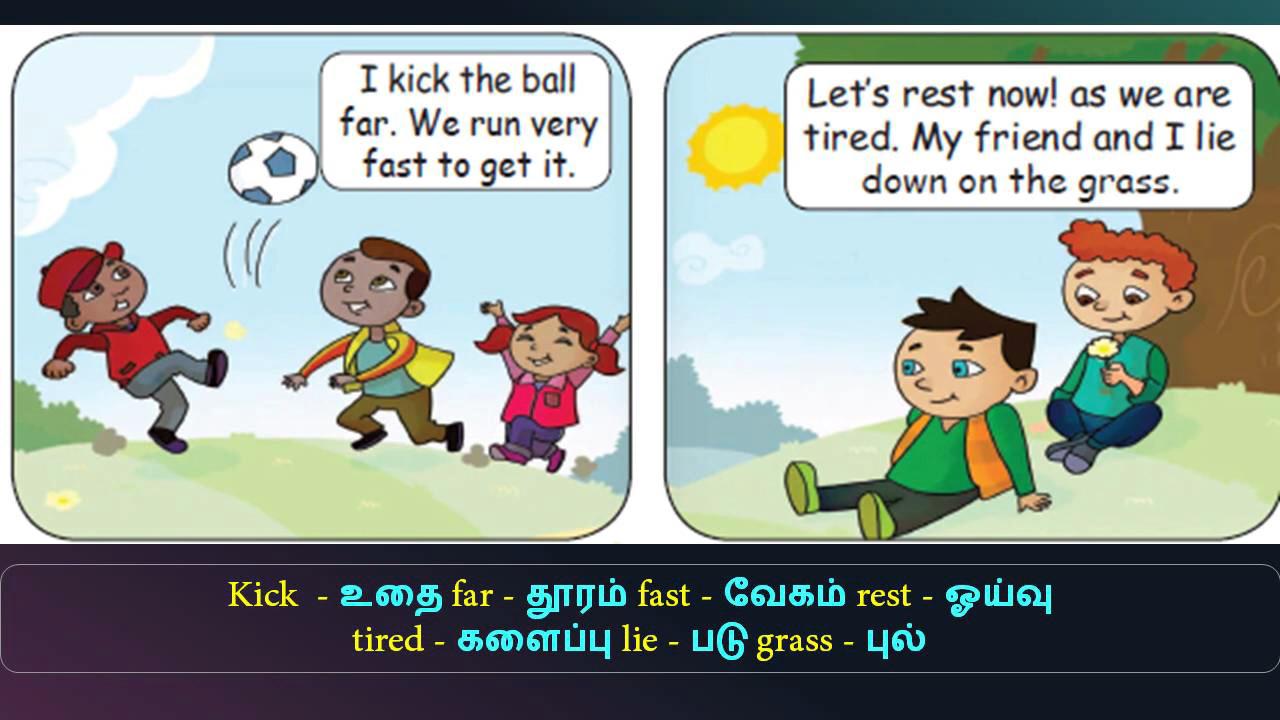 I kick the ball
far. We run very
fast to get it.
Let's rest now! as we are
tired. My friend and I lie
down on the grass.
Kick - உதை far - தூரம் fast - வேகம் rest - ஓய்வு
tired - களைப்பு lie - படு grass - புல்